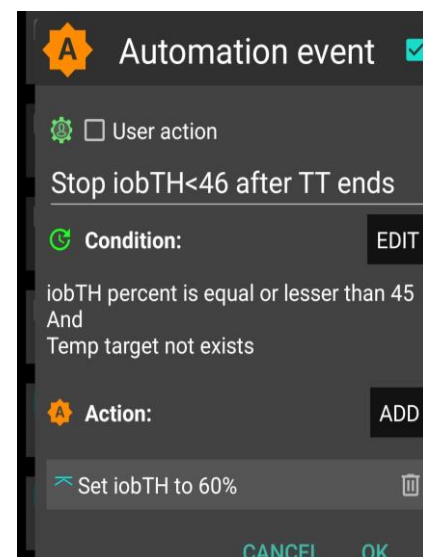 A Automation event
User action
Stop iobTH<46 after TT ends
Condition: EDIT
iobTH percent is equal or lesser than 45
And
Temp target not exists
A Action: ADD
Set iobTH to 60%
CANCEL OK